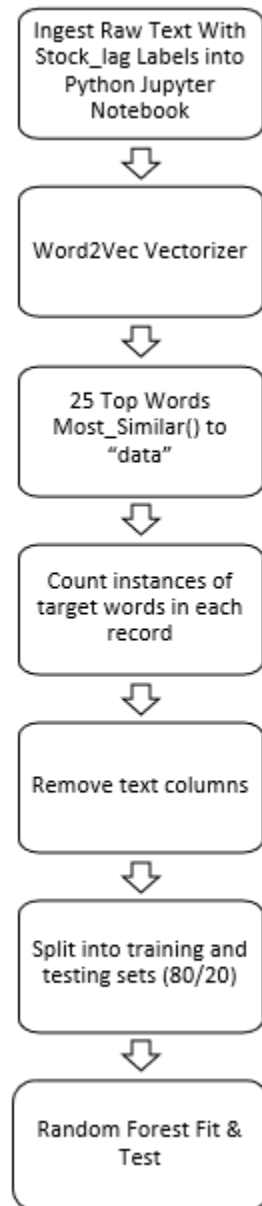 Ingest Raw Text With
Stock_lag Labels into
Python Jupyter
Notebook
Word2Vec Vectorizer
25 Top Words
Most_Similar() to
“data”
Count instances of
target words in each
record
Remove text columns
Split into training and
testing sets (80/20)
Random Forest Fit &
Test